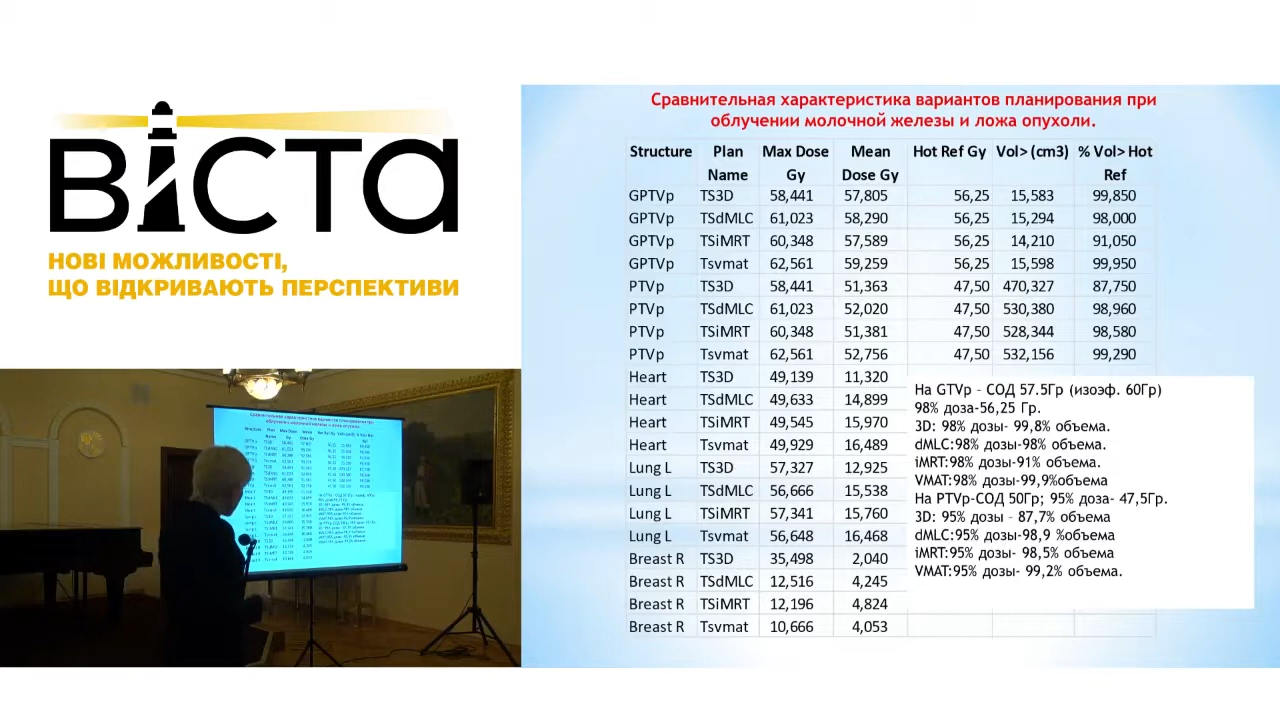 віста
НОВІ МОЖЛИВОСТІ,
ЩО ВІДКРИВАЮТЬ ПЕРСПЕКТИВИ
Сравнительная характеристика вариантов планирования при
облучении молочной железы и ложа опухоли.
Structure Plan Name Max Dose Gy Mean Dose Gy Hot Ref Gy Vol> (cm3) % Vol> Hot Ref
GPTVp TS3D 58,441 57,805 56,25 15,583 99,850
GPTVp TSdMLC 61,023 58,290 56,25 15,294 98,000
GPTVp TSiMRT 60,348 57,589 56,25 14,210 91,050
GPTVp Tsvmat 62,561 59,259 56,25 15,598 99,950
PTVp TS3D 58,441 51,363 47,50 470,327 87,750
PTVp TSdMLC 61,023 52,020 47,50 530,380 98,960
PTVp TSiMRT 60,348 51,381 47,50 528,344 98,580
PTVp Tsvmat 62,561 52,756 47,50 532,156 99,290
Heart TS3D 49,139 11,320
Heart TSdMLC 49,633 14,899
Heart TSiMRT 49,545 15,970
Heart Tsvmat 49,929 16,489
Lung L TS3D 57,327 12,925
Lung L TSdMLC 56,666 15,538
Lung L TSiMRT 57,341 15,760
Lung L Tsvmat 56,648 16,468
Breast R TS3D 35,498 2,040
Breast R TSdMLC 12,516 4,245
Breast R TSiMRT 12,196 4,824
Breast R Tsvmat 10,666 4,053
На GTVp – СОД 57.5Гр (изоэф. 60Гр)
98% доза-56,25 Гр.
3D: 98% дозы- 99,8% объема.
dMLC:98% дозы-98% объема.
iMRT:98% дозы-91% объема.
VMAT:98% дозы-99,9%объема
На PTVp-СОД 50Гр; 95% доза- 47,5Гр.
3D: 95% дозы – 87,7% объема
dMLC:95% дозы-98,9 %объема
iMRT:95% дозы- 98,5% объема
VMAT:95% дозы- 99,2% объема.